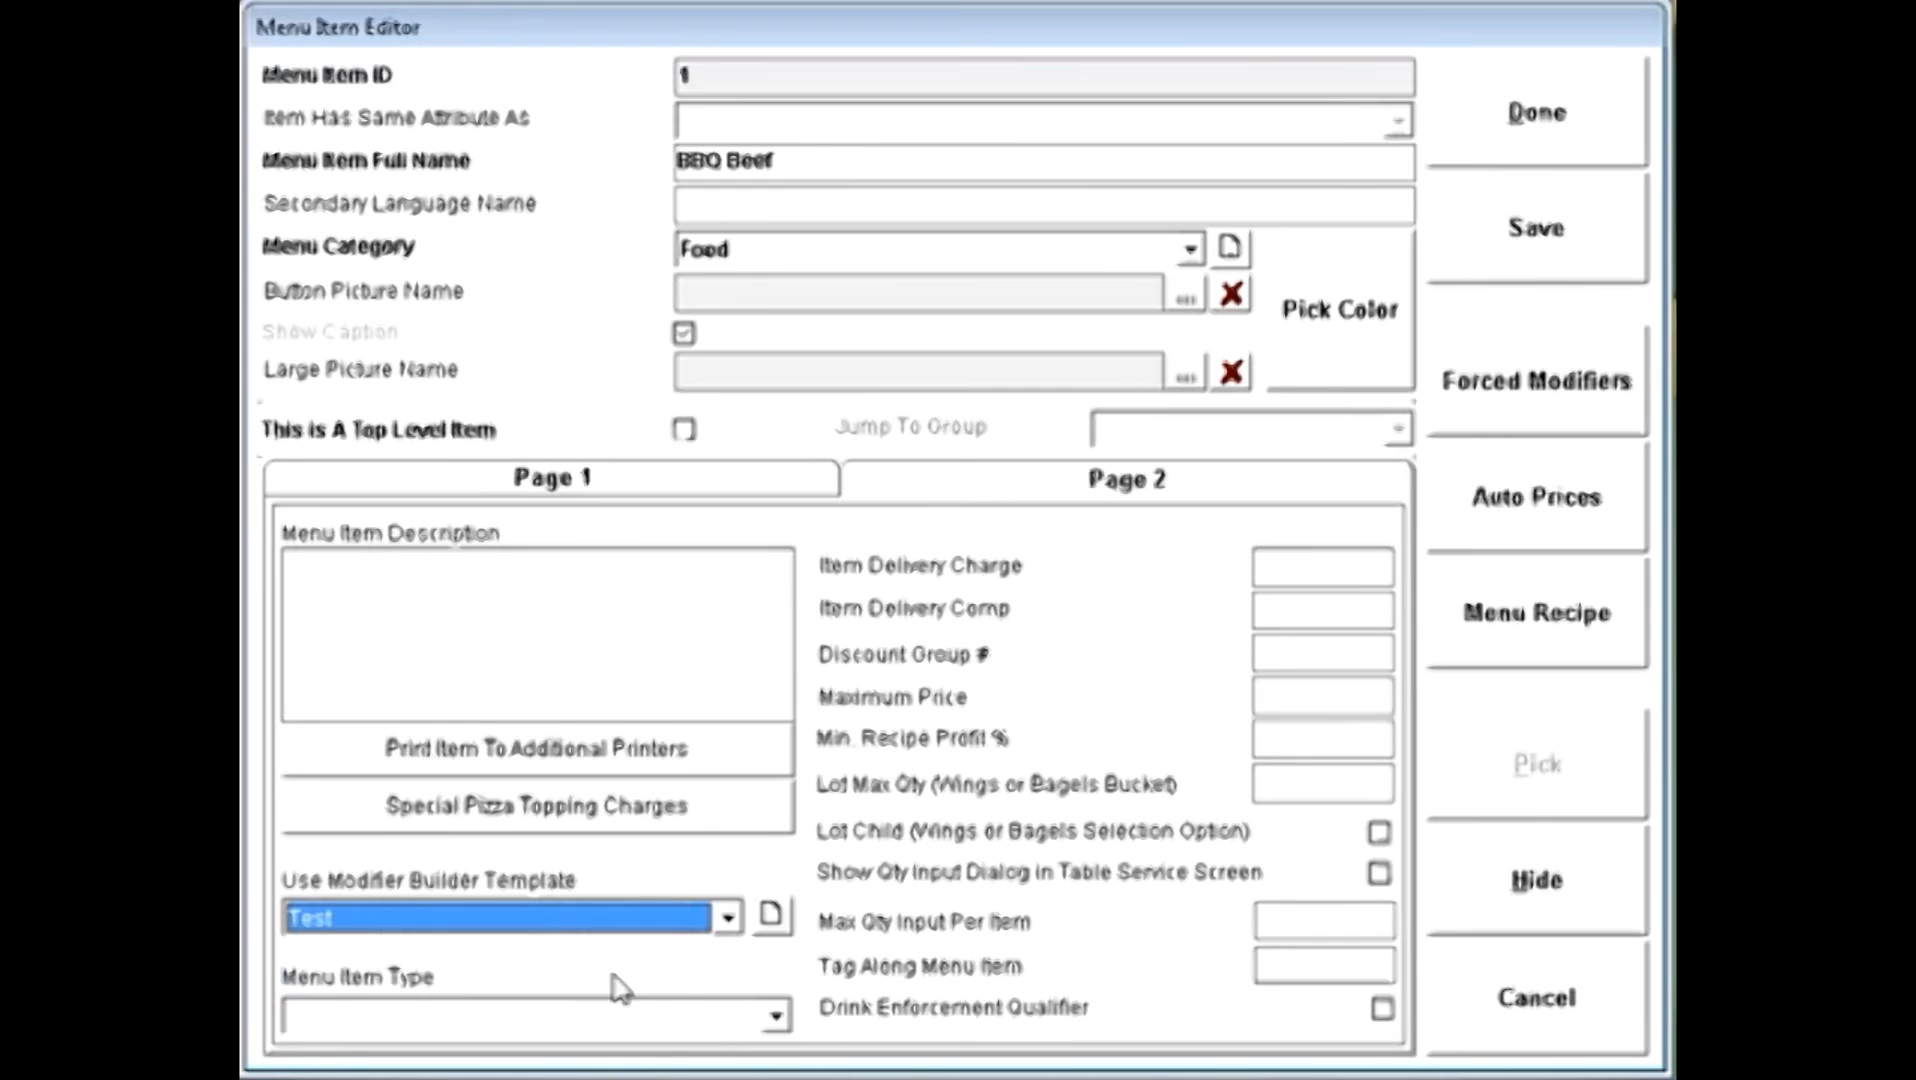 Menu Item Editor
Menu Item ID
1
Item Has Same Attribute As
Menu Item Full Name
BBQ Beef
Secondary Language Name
Menu Category
Food
Button Picture Name
Show Caption
Large Picture Name
Pick Color
This is A Top Level Item
Jump To Group
Page 1
Page 2
Menu Item Description
Print Item To Additional Printers
Special Pizza Topping Charges
Use Modifier Builder Template
Test
Menu Item Type
Item Delivery Charge
Item Delivery Comp
Discount Group #
Maximum Price
Min. Recipe Profit %
Lot Max Qty (Wings or Bagels Bucket)
Lot Child (Wings or Bagels Selection Option)
Show Qty Input Dialog in Table Service Screen
Max Qty Input Per Item
Tag Along Menu Item
Drink Enforcement Qualifier
Done
Save
Forced Modifiers
Auto Prices
Menu Recipe
Pick
Hide
Cancel